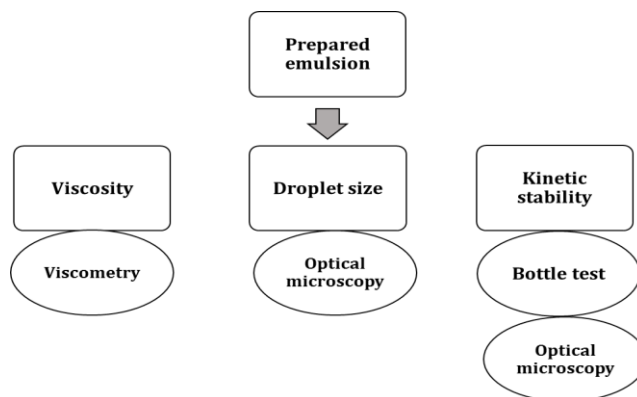 Prepared
emulsion
Viscosity
Droplet size
Kinetic
stability
Viscometry
Optical
microscopy
Bottle test
Optical
microscopy